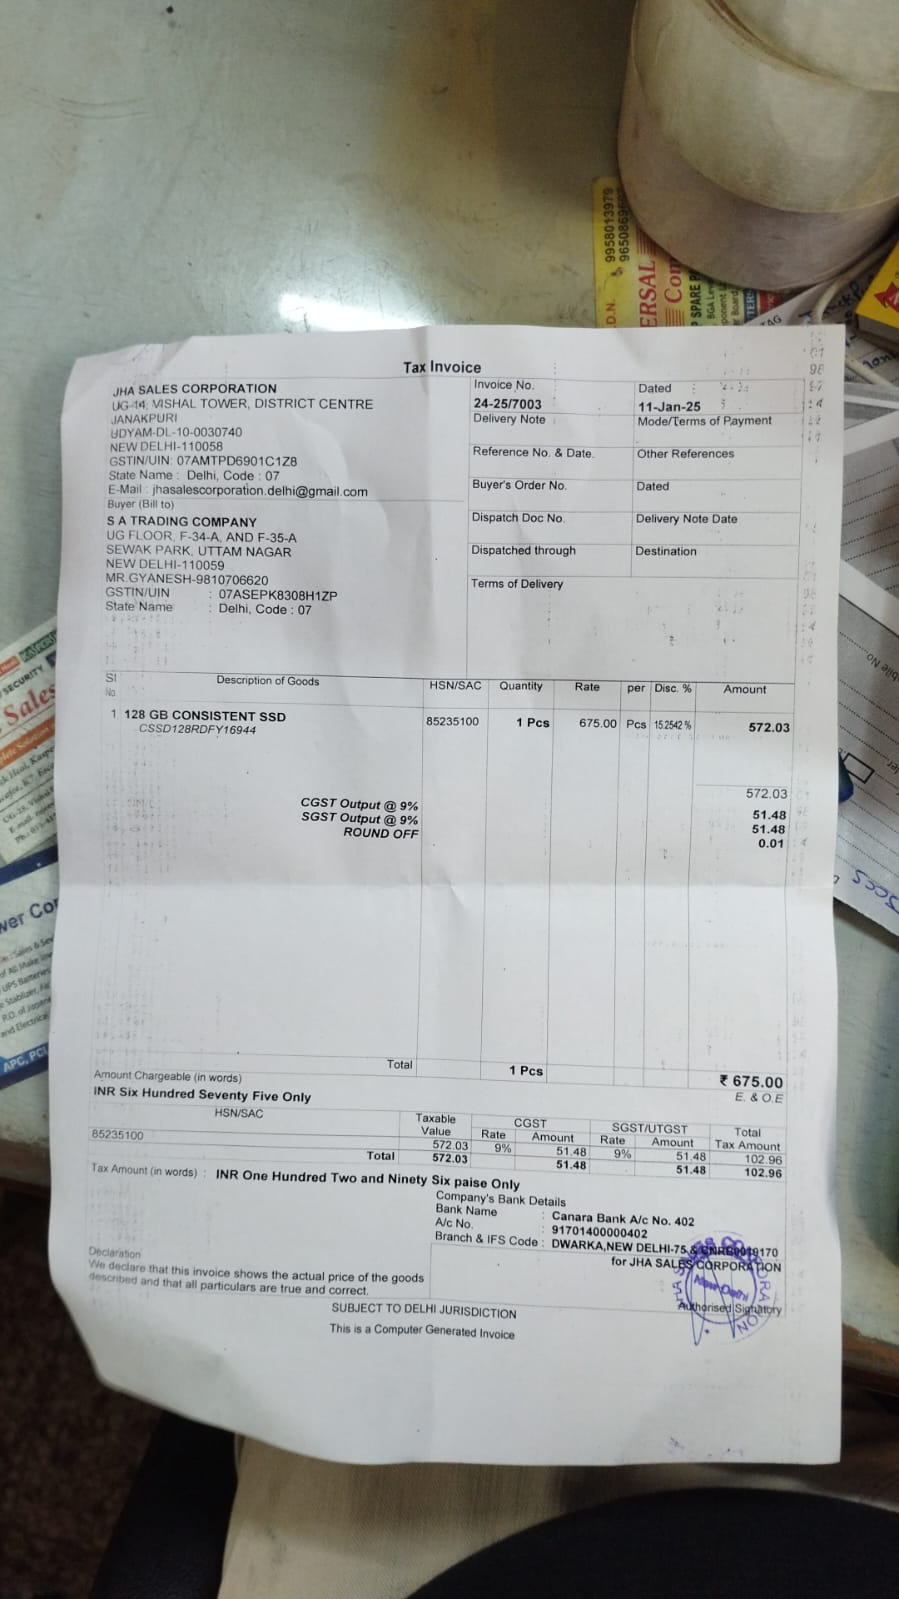 Tax Invoice
JHA SALES CORPORATION
UG-14, VISHAL TOWER, DISTRICT CENTRE
JANAKPURI
UDYAM-DL-10-0030740
NEW DELHI-110058
GSTIN/UIN: 07AMTPD6901C1Z8
State Name : Delhi, Code : 07
E-Mail : jhasalescorporation.delhi@gmail.com
Buyer (Bill to)
S A TRADING COMPANY
UG FLOOR, F-34-A, AND F-35-A
SEWAK PARK, UTTAM NAGAR
NEW DELHI-110059
MR.GYANESH-9810706620
GSTIN/UIN : 07ASEPK8308H1ZP
State Name : Delhi, Code : 07
Invoice No. Dated
24-25/7003 11-Jan-25
Delivery Note Mode/Terms of Payment
Reference No. & Date. Other References
Buyer's Order No. Dated
Dispatch Doc No. Delivery Note Date
Dispatched through Destination
Terms of Delivery
Sl Description of Goods HSN/SAC Quantity Rate per Disc. % Amount
No.
1 128 GB CONSISTENT SSD 85235100 1 Pcs 675.00 Pcs 15.2542 % 572.03
CSSD128RDFY16944
572.03
CGST Output @ 9% 51.48
SGST Output @ 9% 51.48
ROUND OFF 0.01
Total 1 Pcs ₹ 675.00
Amount Chargeable (in words) E. & O.E
INR Six Hundred Seventy Five Only
HSN/SAC Taxable CGST SGST/UTGST Total
Value Rate Amount Rate Amount Tax Amount
85235100 572.03 9% 51.48 9% 51.48 102.96
Total 572.03 51.48 51.48 102.96
Tax Amount (in words) : INR One Hundred Two and Ninety Six paise Only
Company's Bank Details
Bank Name : Canara Bank A/c No. 402
A/c No. : 91701400000402
Branch & IFS Code : DWARKA,NEW DELHI-75 & CNRB0019170
for JHA SALES CORPORATION
New Delhi
Authorised Signatory
Declaration
We declare that this invoice shows the actual price of the goods
described and that all particulars are true and correct.
SUBJECT TO DELHI JURISDICTION
This is a Computer Generated Invoice
9958013979
ERSAL
SECURITY
Sales
APC,